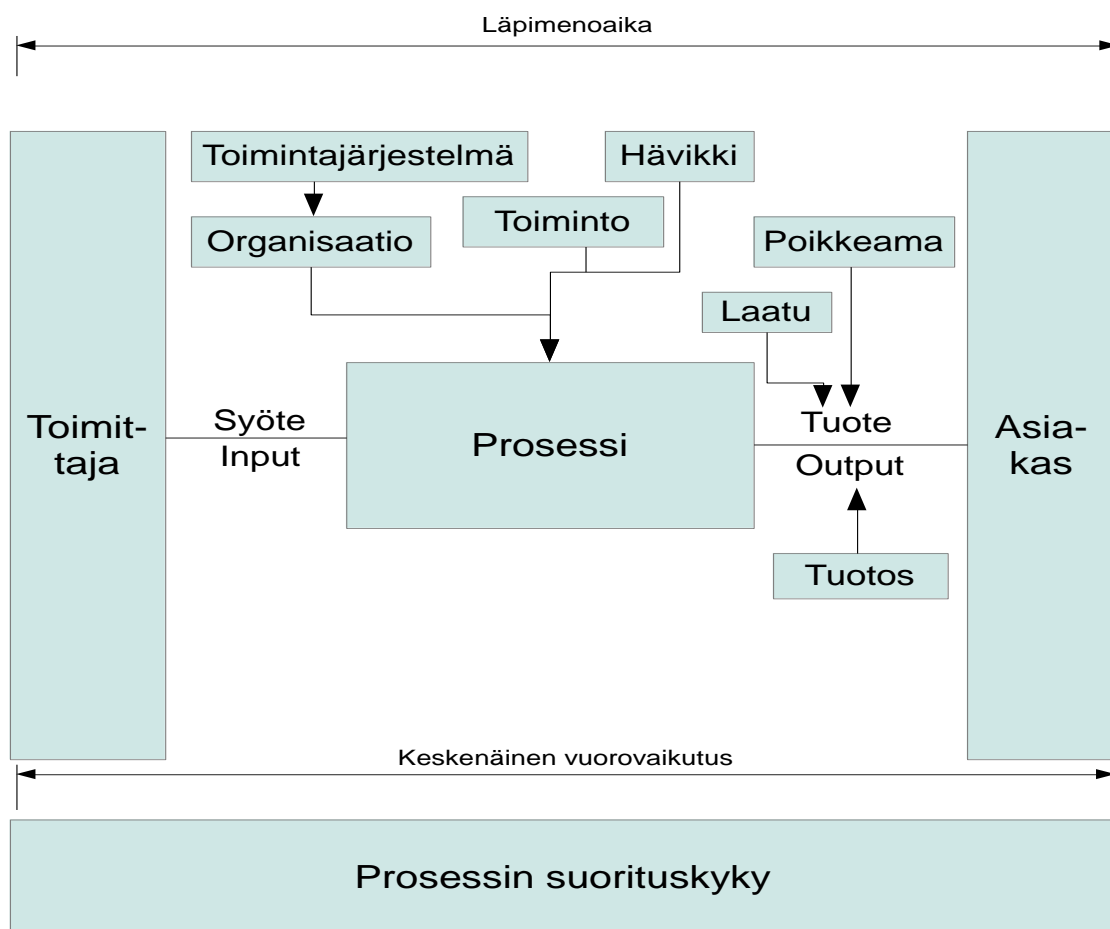 Läpimenoaika
Toimintajärjestelmä
Hävikki
Organisaatio
Toiminto
Poikkeama
Laatu
Toimit-
taja
Syöte
Input
Prosessi
Tuote
Output
Asia-
kas
Tuotos
Keskenäinen vuorovaikutus
Prosessin suorituskyky